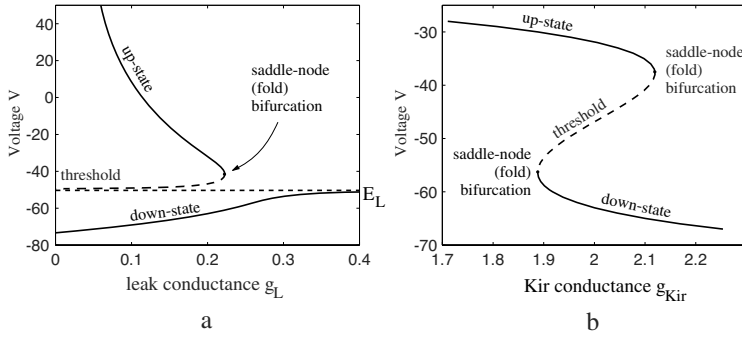 Voltage V
40
20
0
-20
-40
-60
-80
0
0.1
0.2
0.3
0.4
up-state
saddle-node
(fold)
bifurcation
threshold
E_L
down-state
leak conductance g_L
a
Voltage V
-30
-40
-50
-60
-70
1.7
1.8
1.9
2
2.1
2.2
up-state
saddle-node
(fold)
bifurcation
threshold
saddle-node
(fold)
bifurcation
down-state
Kir conductance g_Kir
b